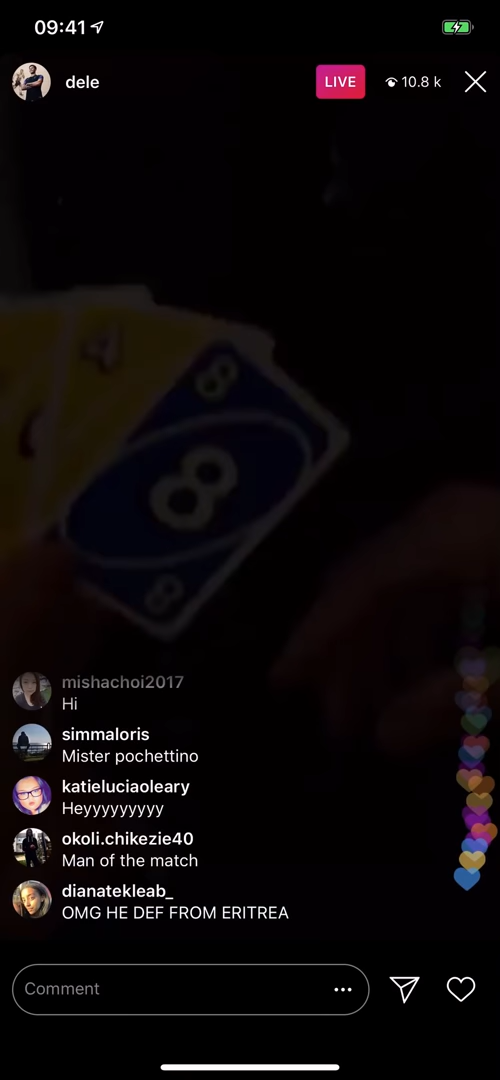 09:41
dele
LIVE
10.8 k
4
8
8
8
mishachoi2017
Hi
simmaloris
Mister pochettino
katieluciaoleary
Heyyyyyyyyy
okoli.chikezie40
Man of the match
dianatekleab_
OMG HE DEF FROM ERITREA
Comment